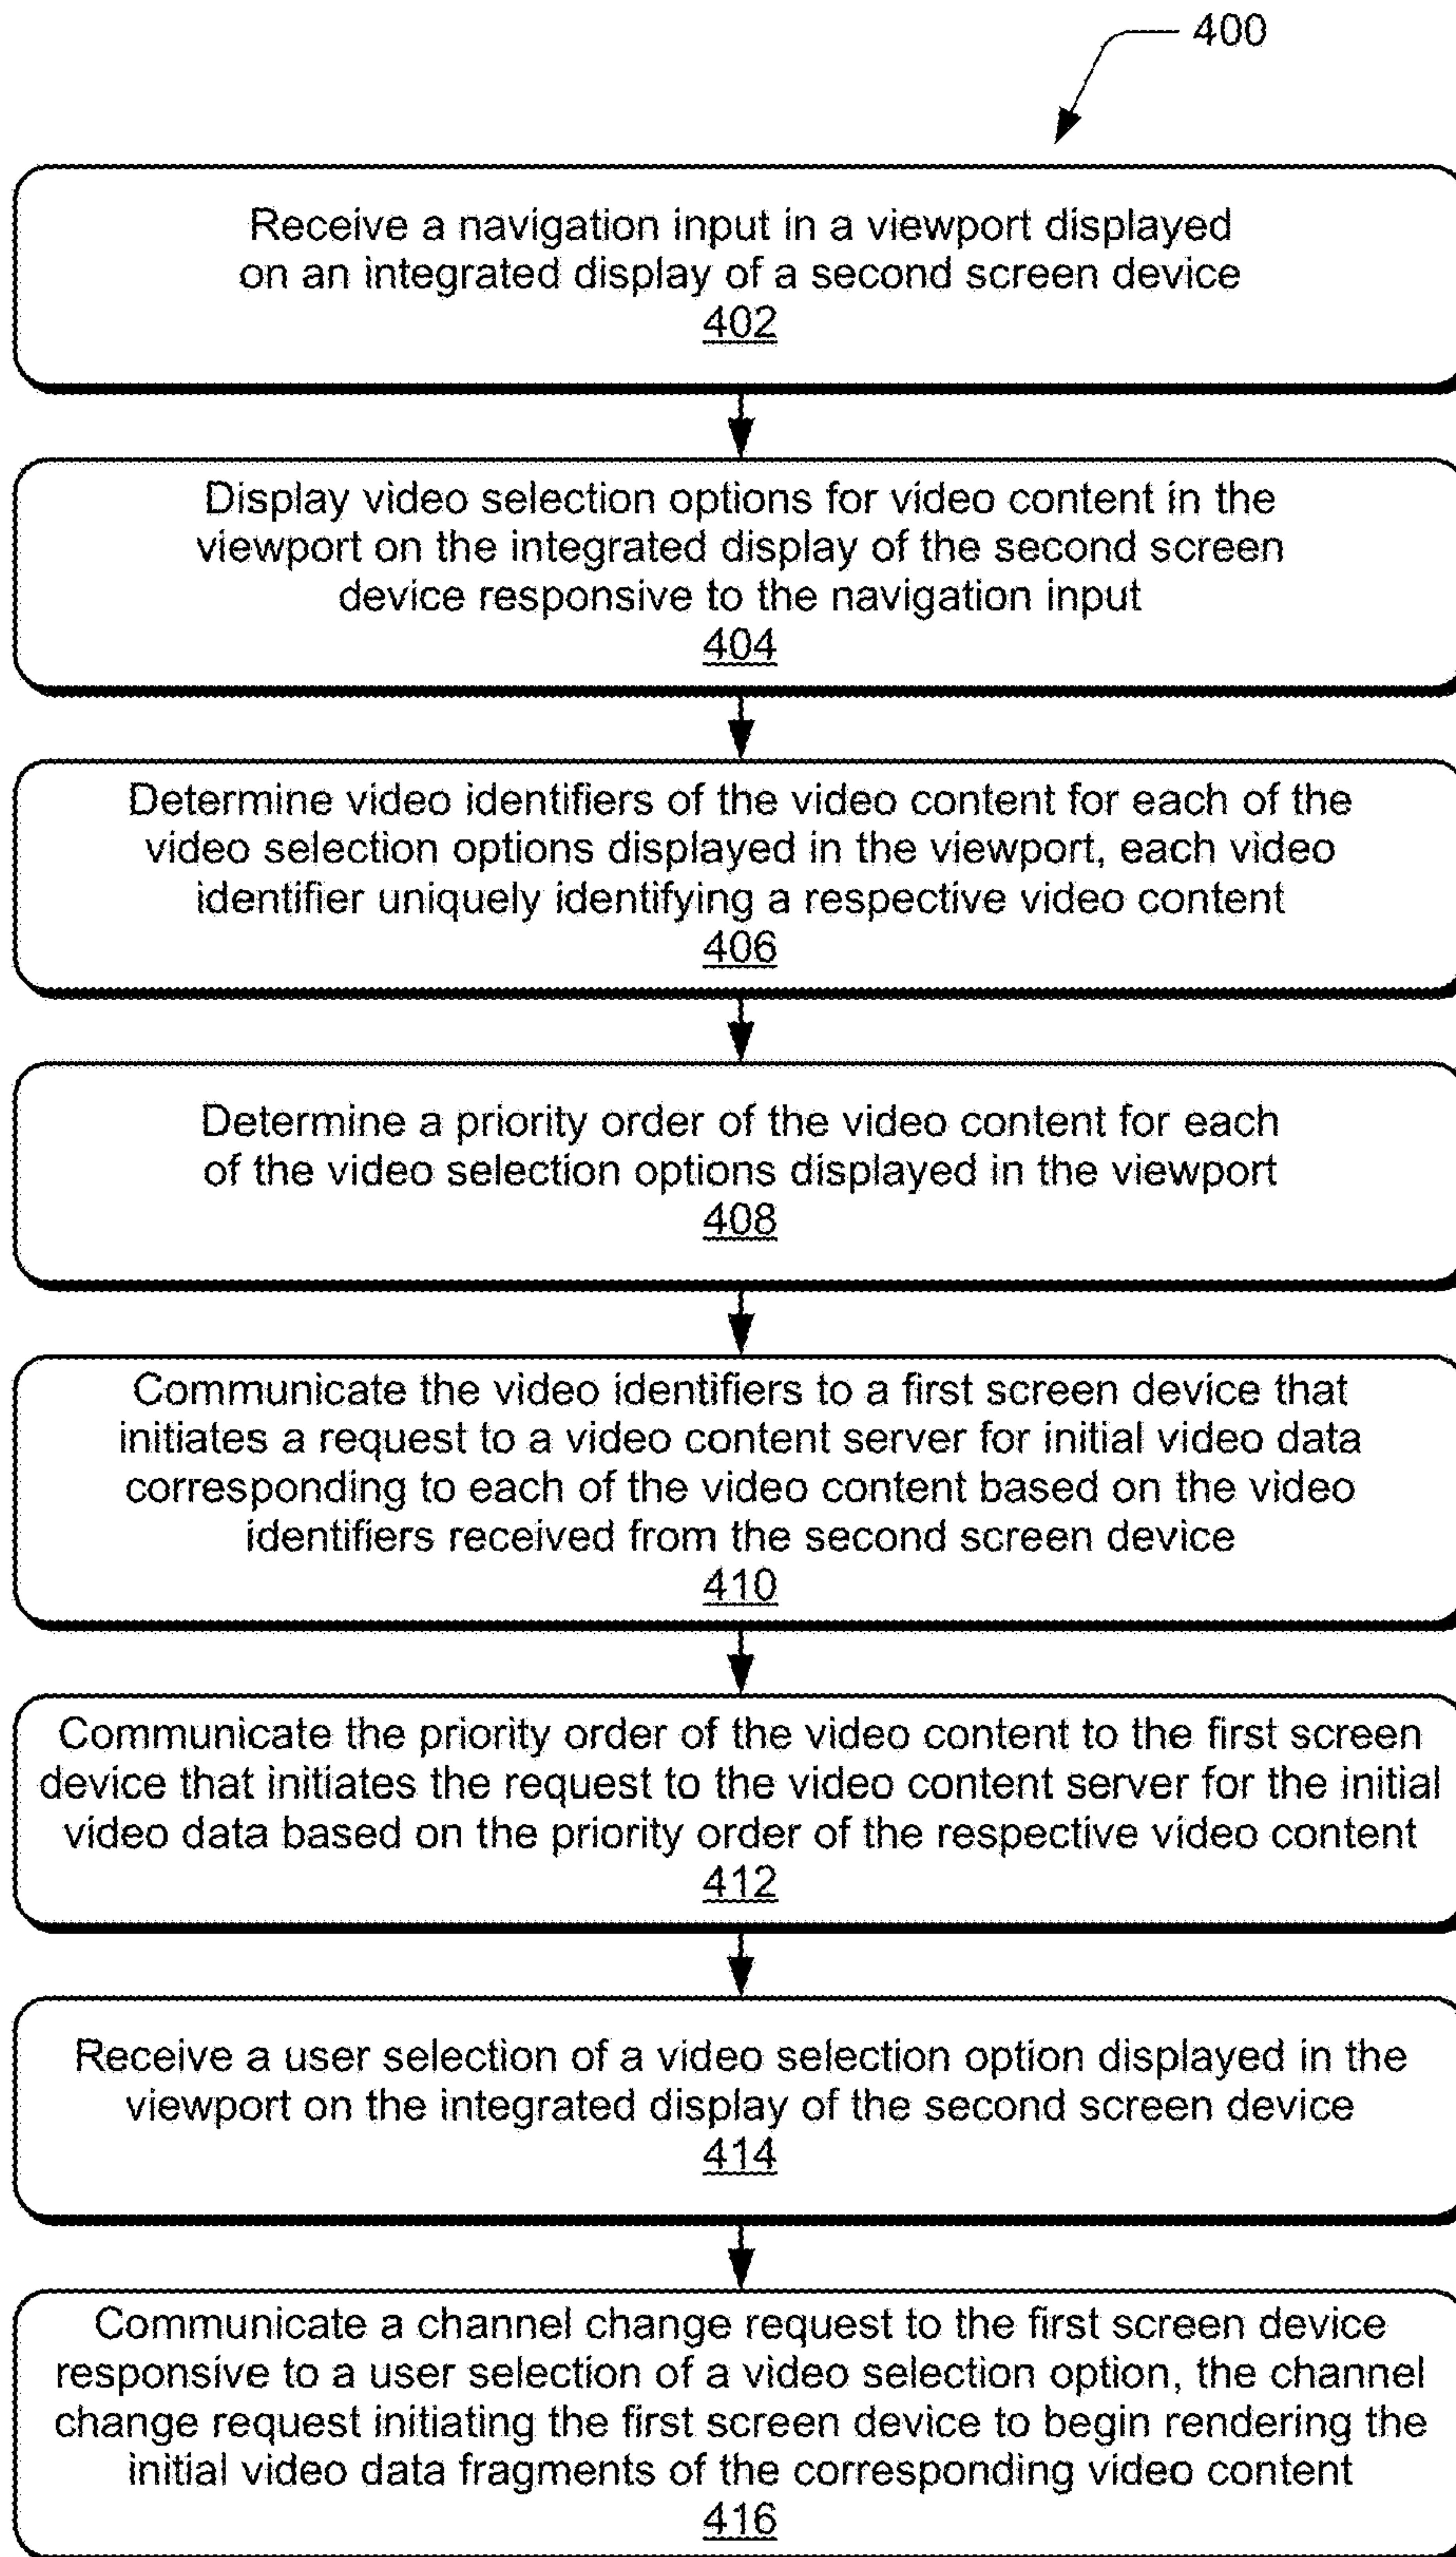 400
Receive a navigation input in a viewport displayed
on an integrated display of a second screen device
402
Display video selection options for video content in the
viewport on the integrated display of the second screen
device responsive to the navigation input
404
Determine video identifiers of the video content for each of the
video selection options displayed in the viewport, each video
identifier uniquely identifying a respective video content
406
Determine a priority order of the video content for each
of the video selection options displayed in the viewport
408
Communicate the video identifiers to a first screen device that
initiates a request to a video content server for initial video data
corresponding to each of the video content based on the video
identifiers received from the second screen device
410
Communicate the priority order of the video content to the first screen
device that initiates the request to the video content server for the initial
video data based on the priority order of the respective video content
412
Receive a user selection of a video selection option displayed in the
viewport on the integrated display of the second screen device
414
Communicate a channel change request to the first screen device
responsive to a user selection of a video selection option, the channel
change request initiating the first screen device to begin rendering the
initial video data fragments of the corresponding video content
416